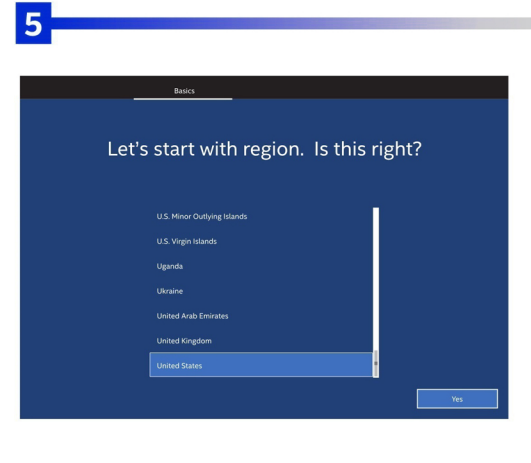 5
Basics
Let's start with region. Is this right?
U.S. Minor Outlying Islands
U.S. Virgin Islands
Uganda
Ukraine
United Arab Emirates
United Kingdom
United States
Yes